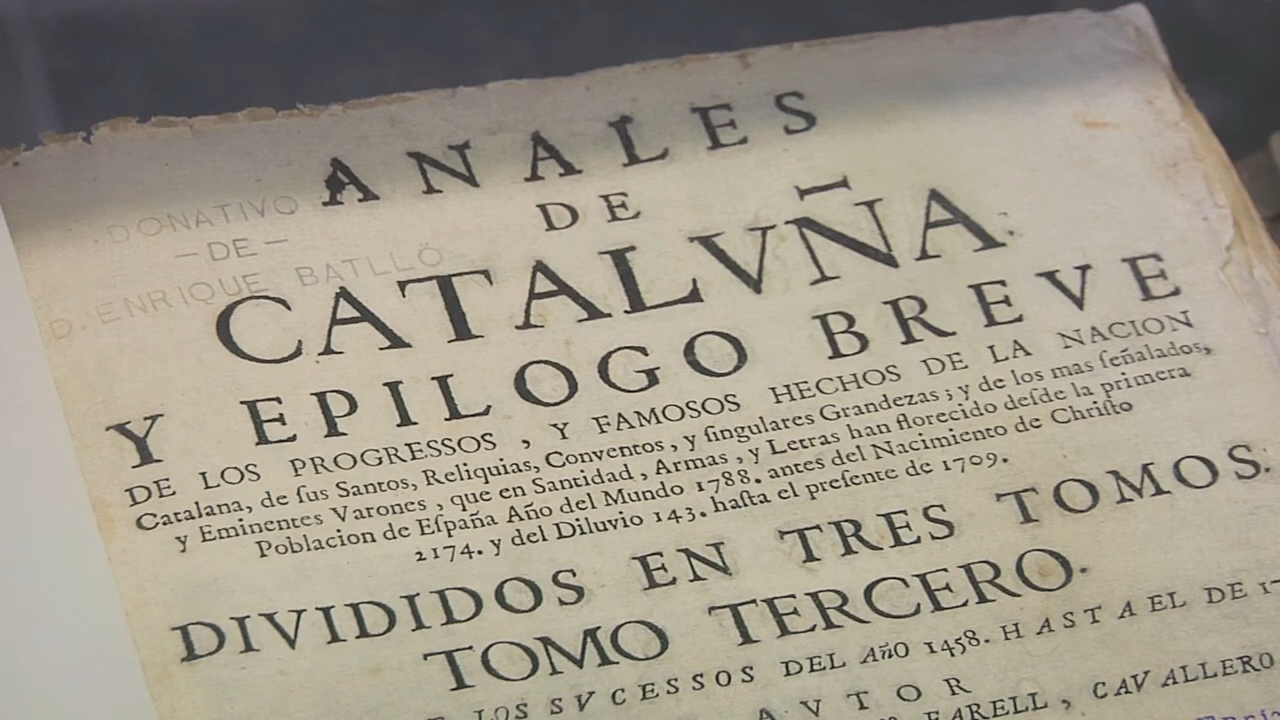 ANALES
DONATIVO
DE
— DE —
D. ENRIQUE BATLLÓ
CATALVÑA.
Y EPILOGO BREVE
DE LOS PROGRESSOS , Y FAMOSOS HECHOS DE LA NACION
Catalana, de ſus Santos, Reliquias, Conventos, y ſingulares Grandezas ; y de los mas ſeñalados,
y Eminentes Varones , que en Santidad , Armas , y Letras han florecido deſde la primera
Poblacion de Eſpaña Año del Mundo 1788. antes del Nacimiento de Chriſto
2174. y del Diluvio 143. haſta el preſente de 1709.
DIVIDIDOS EN TRES TOMOS.
TOMO TERCERO.
LOS SVCESSOS DEL AñO 1458. HASTA EL DE 17
AVTOR
CAVALLERO